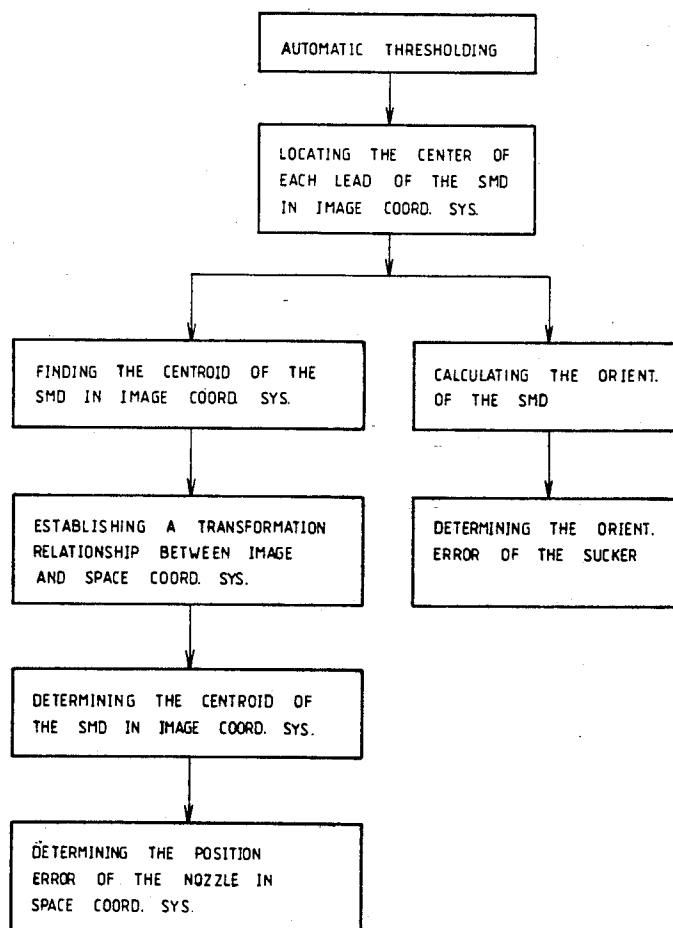 AUTOMATIC THRESHOLDING
LOCATING THE CENTER OF
EACH LEAD OF THE SMD
IN IMAGE COORD. SYS.
FINDING THE CENTROID OF THE
SMD IN IMAGE COORD. SYS.
CALCULATING THE ORIENT.
OF THE SMD
ESTABLISHING A TRANSFORMATION
RELATIONSHIP BETWEEN IMAGE
AND SPACE COORD. SYS.
DETERMINING THE ORIENT.
ERROR OF THE SUCKER
DETERMINING THE CENTROID OF
THE SMD IN IMAGE COORD. SYS.
DETERMINING THE POSITION
ERROR OF THE NOZZLE IN
SPACE COORD. SYS.